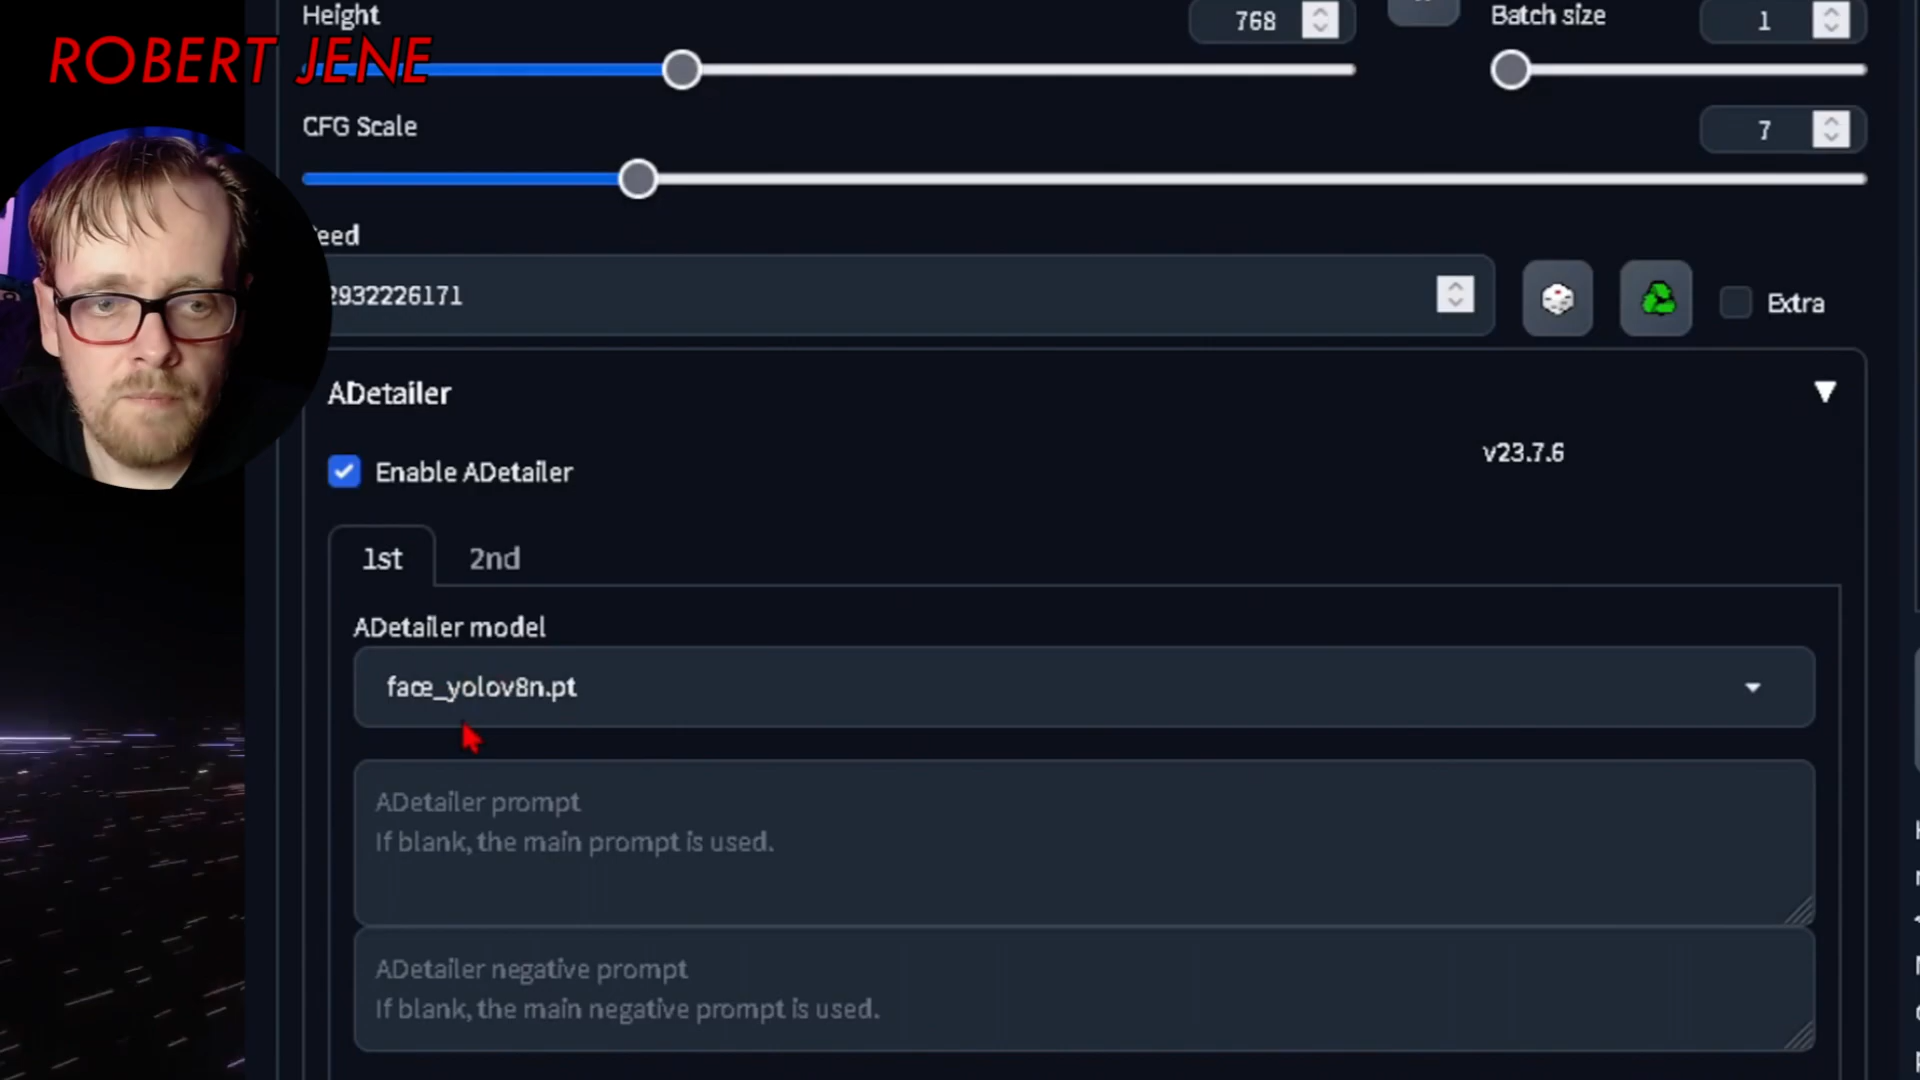 Height
768
Batch size
1
ROBERT JENE
CFG Scale
7
eed
2932226171
Extra
ADetailer
v23.7.6
Enable ADetailer
1st
2nd
ADetailer model
face_yolov8n.pt
ADetailer prompt
If blank, the main prompt is used.
ADetailer negative prompt
If blank, the main negative prompt is used.